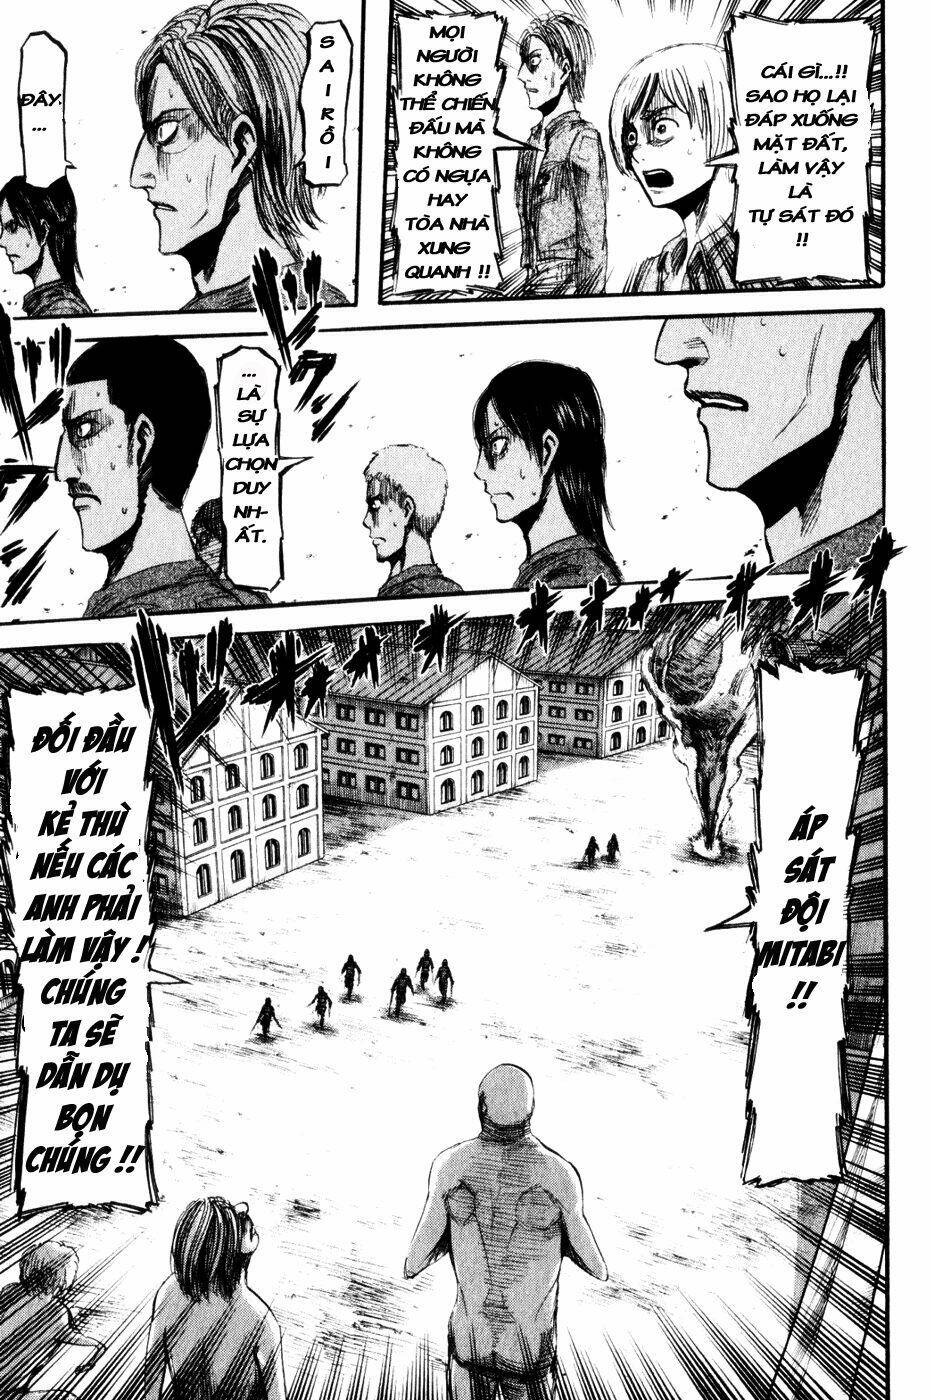 CÁI GÌ...!!
SAO HỌ LẠI
ĐÁP XUỐNG
MẶT ĐẤT,
LÀM VẬY
LÀ
TỰ SÁT ĐÓ
!!
MỌI
NGƯỜI
KHÔNG
THỂ CHIẾN
ĐẤU MÀ
KHÔNG
CÓ NGỰA
HAY
TÒA NHÀ
XUNG
QUANH !!
S
A
I
R
Ồ
I
ĐÂY.
...
...
LÀ
SỰ
LỰA
CHỌN
DUY
NH-
ẤT.
ÁP
SÁT
ĐỘI
MITABI
!!
ĐỐI ĐẦU
VỚI
KẺ THÙ
NẾU CÁC
ANH PHẢI
LÀM VẬY !
CHÚNG
TA SẼ
DẪN DỤ
BỌN
CHÚNG !!